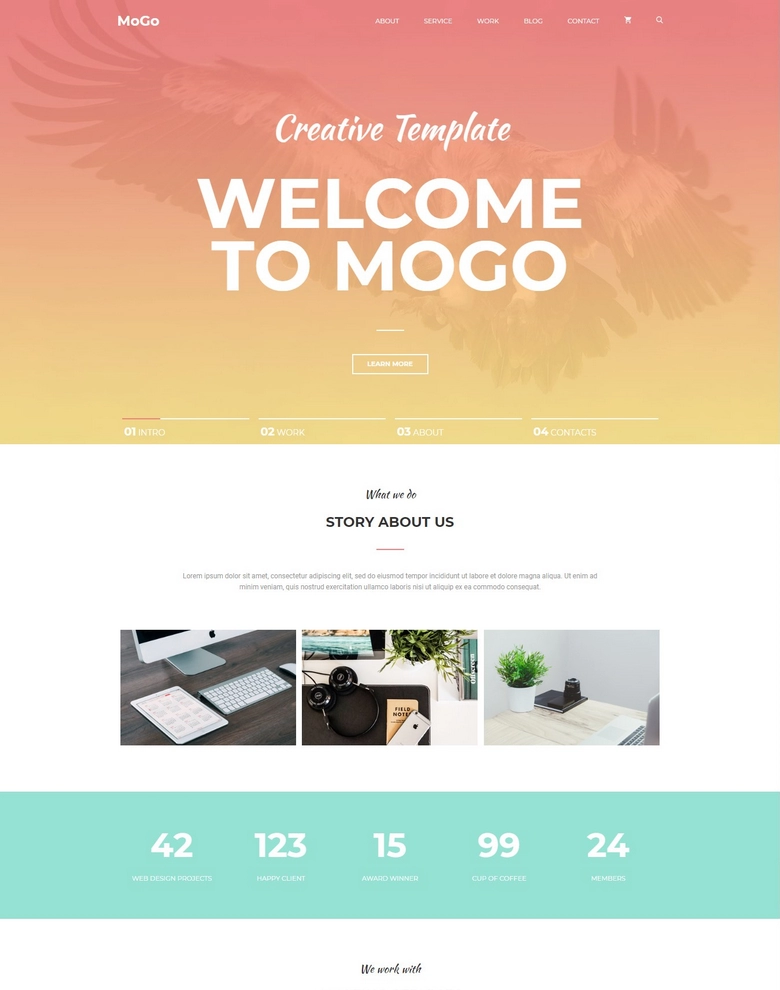 MoGo
ABOUT SERVICE WORK BLOG CONTACT
Creative Template
WELCOME
TO MOGO
LEARN MORE
01 INTRO 02 WORK 03 ABOUT 04 CONTACTS
What we do
STORY ABOUT US
Lorem ipsum dolor sit amet, consectetur adipiscing elit, sed do eiusmod tempor incididunt ut labore et dolore magna aliqua. Ut enim ad
minim veniam, quis nostrud exercitation ullamco laboris nisi ut aliquip ex ea commodo consequat.
FIELD
NOTES
42 123 15 99 24
WEB DESIGN PROJECTS HAPPY CLIENT AWARD WINNER CUP OF COFFEE MEMBERS
We work with